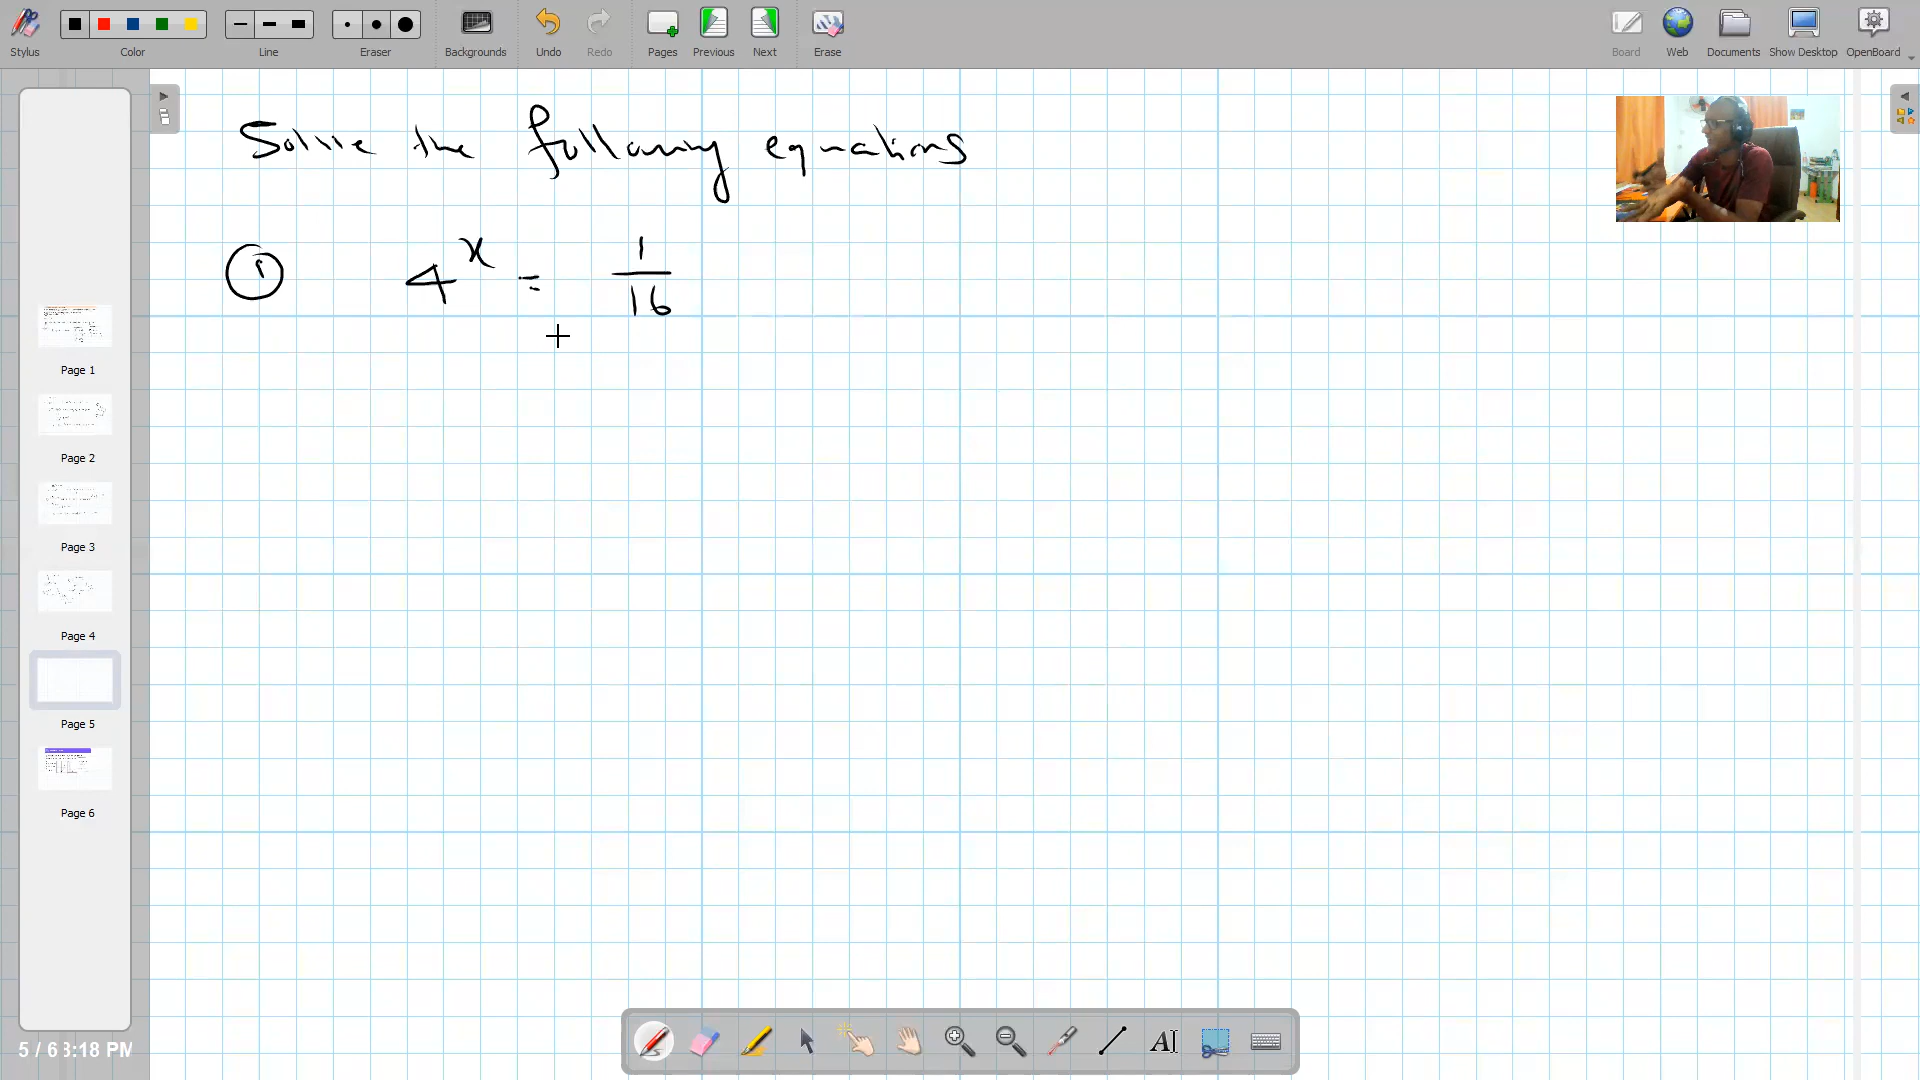 Stylus
Color
Line
Eraser
Backgrounds
Undo
Redo
Pages
Previous
Next
Erase
Board
Web
Documents
Show Desktop
OpenBoard
Solve the following equations
① 4^x = 1/16
Page 1
Page 2
Page 3
Page 4
Page 5
Page 6
5 / 6
3:18 PM